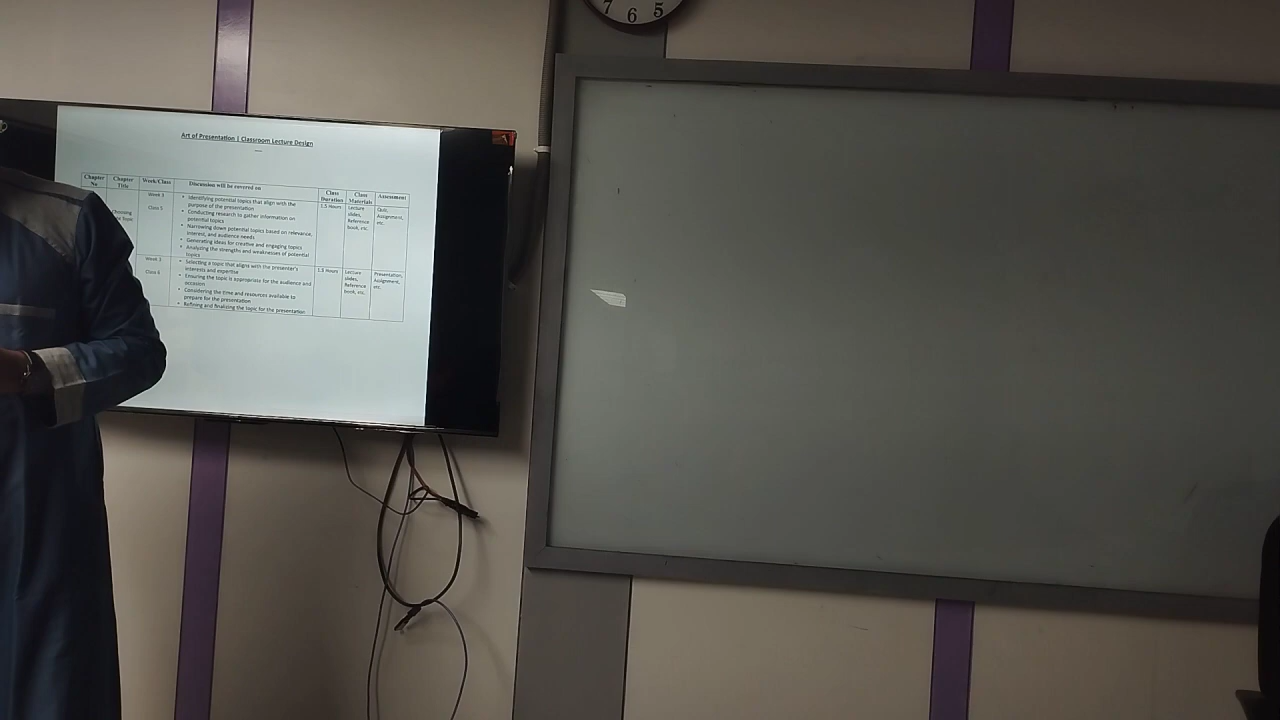 7 6 5
Art of Presentation | Classroom Lecture Design
Chapter No Chapter Title Week/Class Discussion will be covered on Class Duration Class Materials Assessment
Choosing topic
Week 3
Class 5
• Identifying potential topics that align with the
purpose of the presentation
• Conducting research to gather information on
potential topics
• Narrowing down potential topics based on relevance,
interest, and audience needs
• Generating ideas for creative and engaging topics
• Analyzing the strengths and weaknesses of potential
topics
1.5 Hours
Lecture
slides,
Reference
book, etc.
Quiz,
Assignment,
etc.
Week 3
Class 6
• Selecting a topic that aligns with the presenter's
interests and expertise
• Ensuring the topic is appropriate for the audience and
occasion
• Considering the time and resources available to
prepare for the presentation
• Refining and finalizing the topic for the presentation
1.5 Hours
Lecture
slides,
Reference
book, etc.
Presentation,
Assignment,
etc.